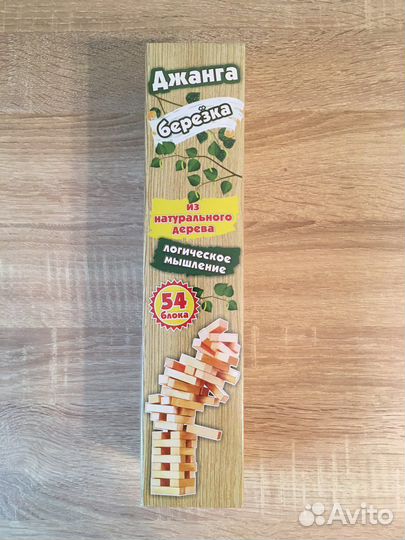 Джанга
берёзка
из
натурального
дерева
логическое
мышление
54
блока
Avito